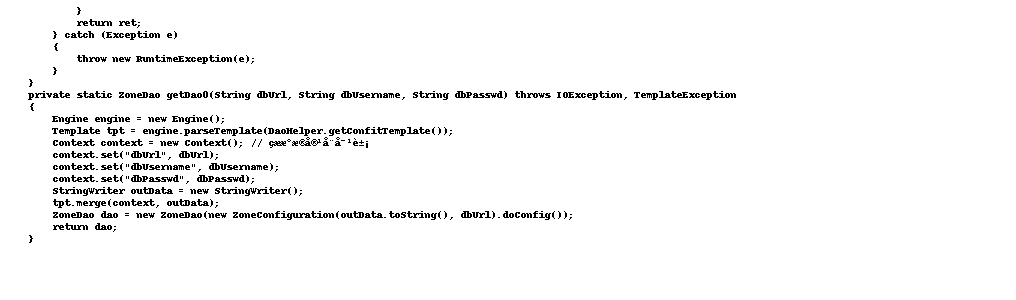 }
return ret;
} catch (Exception e)
{
throw new RuntimeException(e);
}
}
private static ZoneDao getDao0(String dbUrl, String dbUsername, String dbPasswd) throws IOException, TemplateException
{
Engine engine = new Engine();
Template tpt = engine.parseTemplate(DaoHelper.getConfitTemplate());
Context context = new Context(); //
context.set("dbUrl", dbUrl);
context.set("dbUsername", dbUsername);
context.set("dbPasswd", dbPasswd);
StringWriter outData = new StringWriter();
tpt.merge(context, outData);
ZoneDao dao = new ZoneDao(new ZoneConfiguration(outData.toString(), dbUrl).doConfig());
return dao;
}